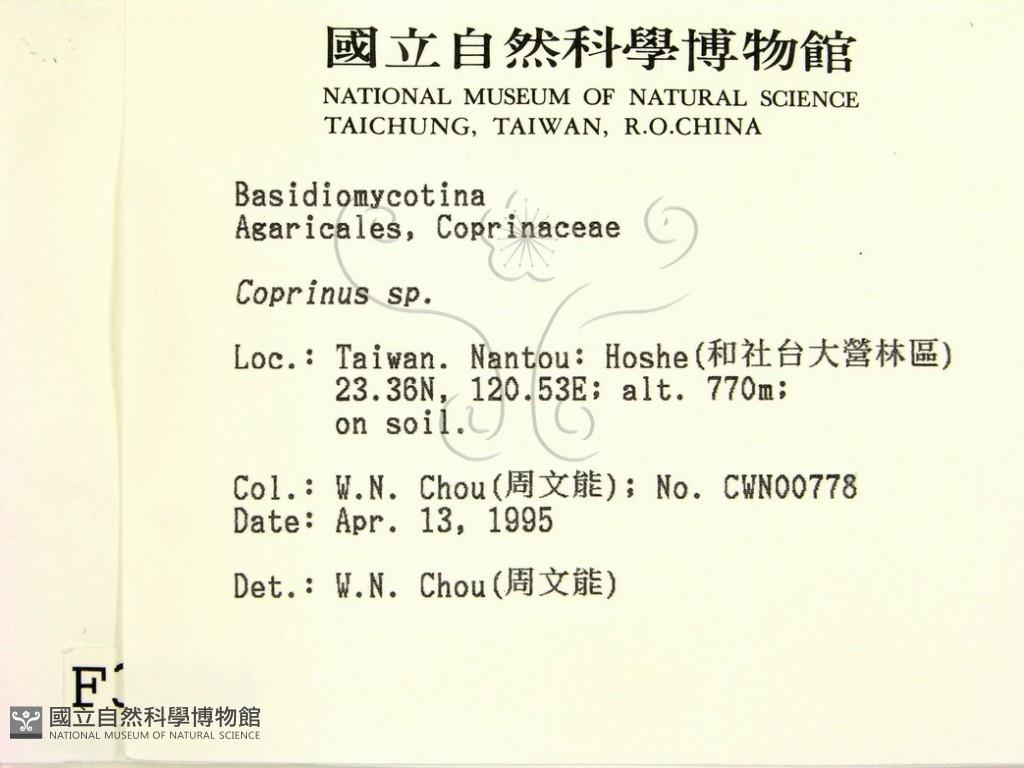 國立自然科學博物館
NATIONAL MUSEUM OF NATURAL SCIENCE
TAICHUNG, TAIWAN, R.O.CHINA
Basidiomycotina
Agaricales, Coprinaceae
Coprinus sp.
Loc.: Taiwan. Nantou: Hoshe(和社台大營林區)
23.36N, 120.53E; alt. 770m;
on soil.
Col.: W.N. Chou(周文能); No. CWN00778
Date: Apr. 13, 1995
Det.: W.N. Chou(周文能)
國立自然科學博物館
NATIONAL MUSEUM OF NATURAL SCIENCE